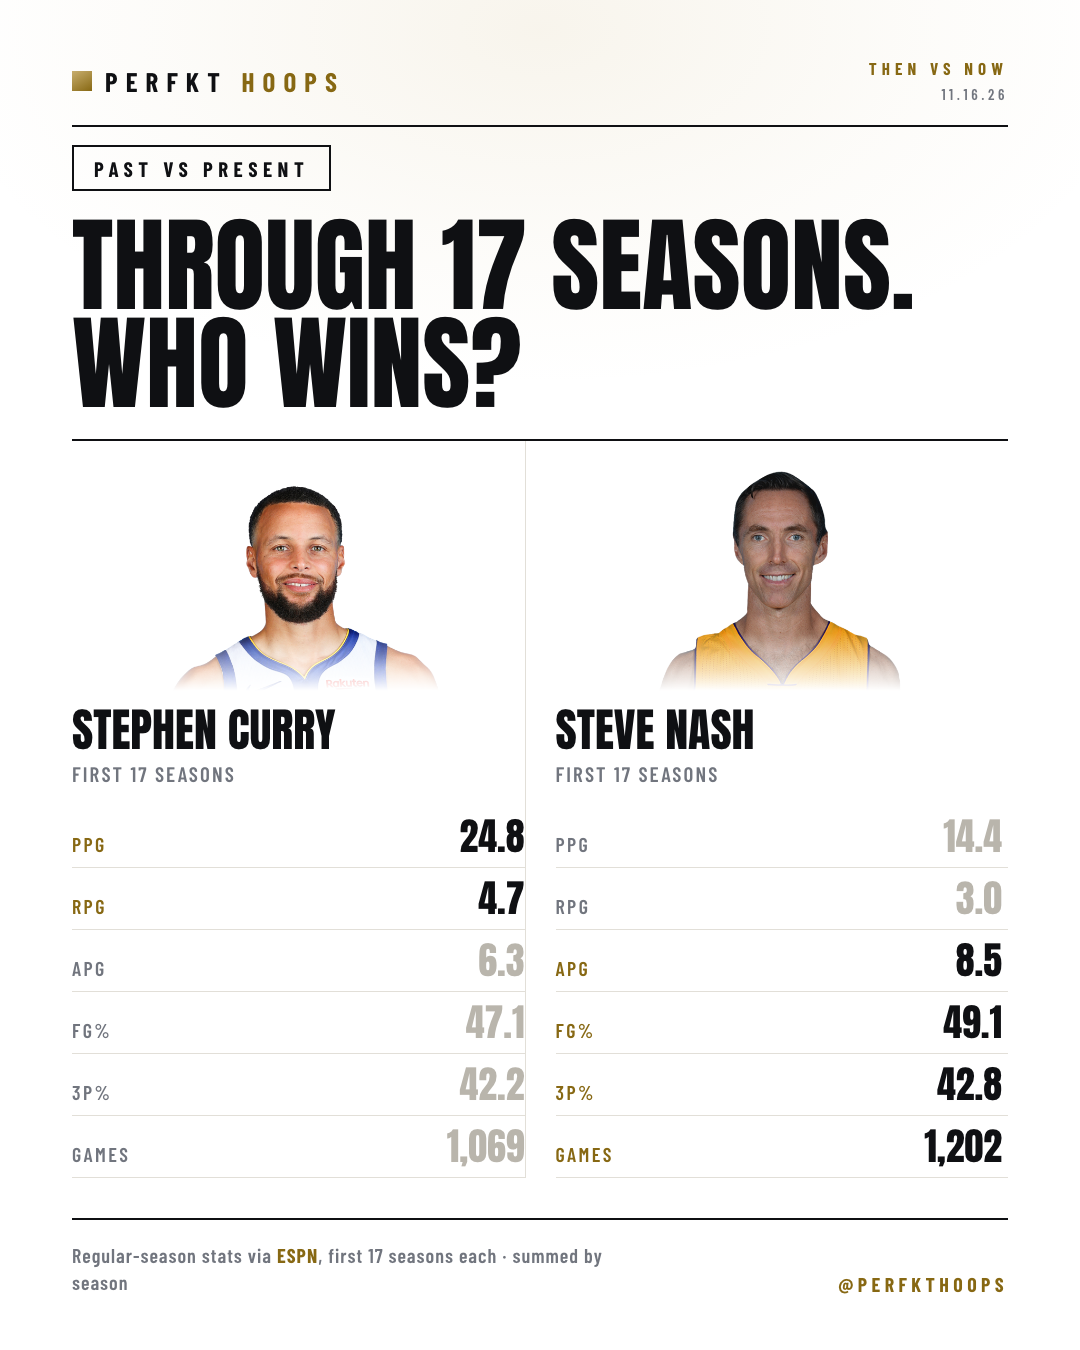 PERFKT HOOPS
THEN VS NOW
11.16.26
PAST VS PRESENT
THROUGH 17 SEASONS.
WHO WINS?
Rakuten
STEPHEN CURRY
FIRST 17 SEASONS
PPG 24.8
RPG 4.7
APG 6.3
FG% 47.1
3P% 42.2
GAMES 1,069
STEVE NASH
FIRST 17 SEASONS
PPG 14.4
RPG 3.0
APG 8.5
FG% 49.1
3P% 42.8
GAMES 1,202
Regular-season stats via ESPN, first 17 seasons each · summed by
season
@PERFKTHOOPS